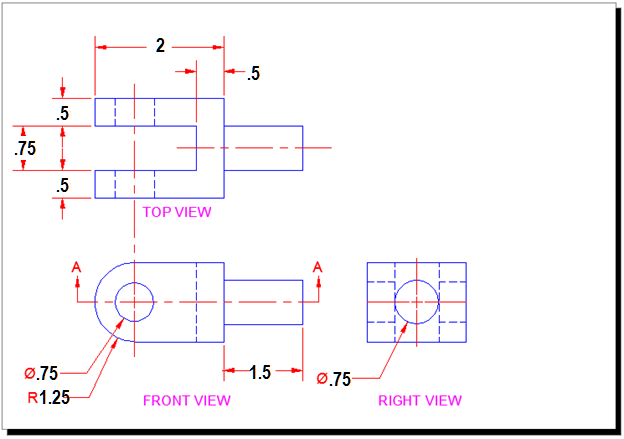 2
.5
.5
.75
.5
TOP VIEW
A
A
Ø.75
R1.25
1.5
Ø.75
FRONT VIEW
RIGHT VIEW